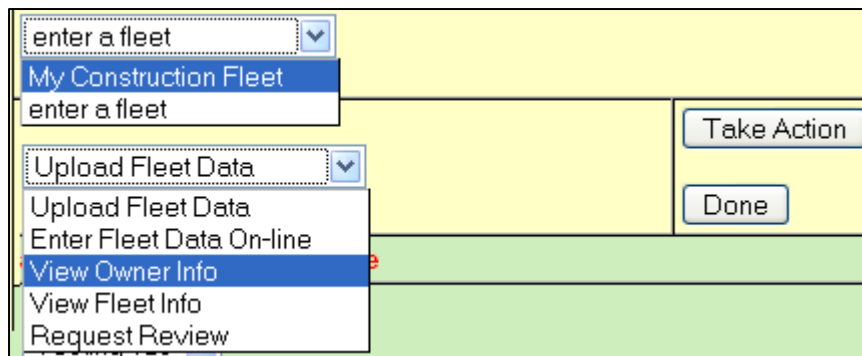 enter a fleet
My Construction Fleet
enter a fleet
Take Action
Upload Fleet Data
Done
Upload Fleet Data
Enter Fleet Data On-line
View Owner Info
View Fleet Info
Request Review